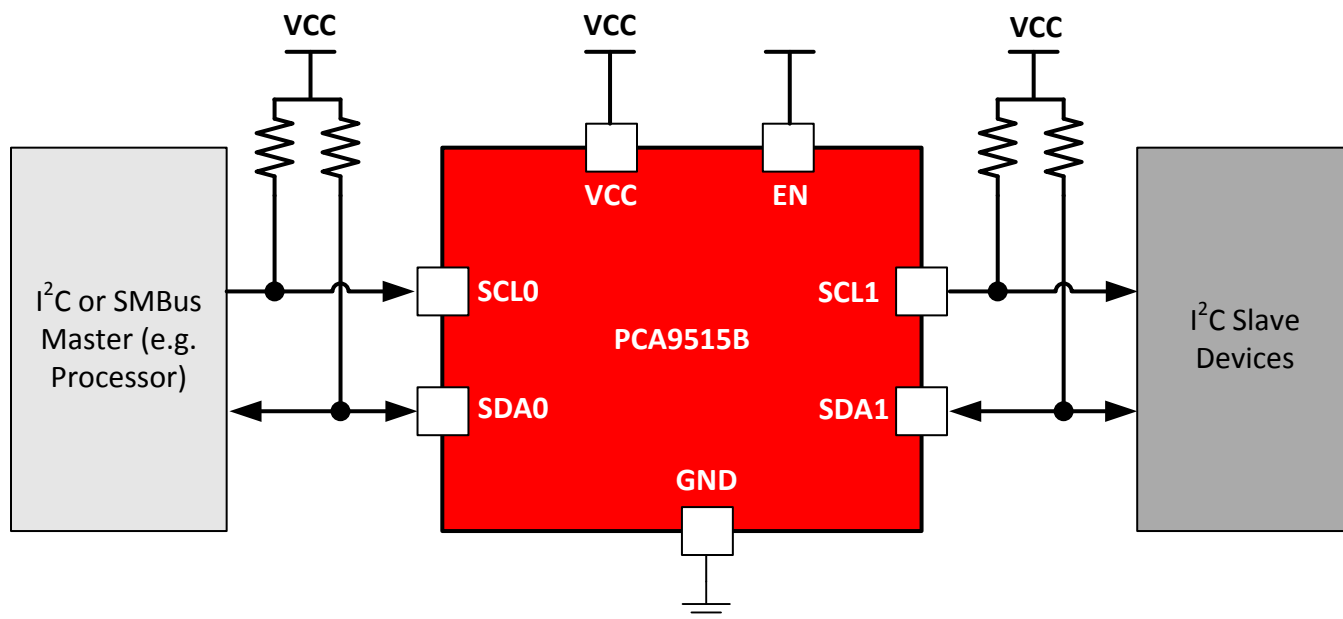 VCC
VCC
VCC
VCC
EN
I²C or SMBus
Master (e.g.
Processor)
SCL0
SCL1
PCA9515B
I²C Slave
Devices
SDA0
SDA1
GND